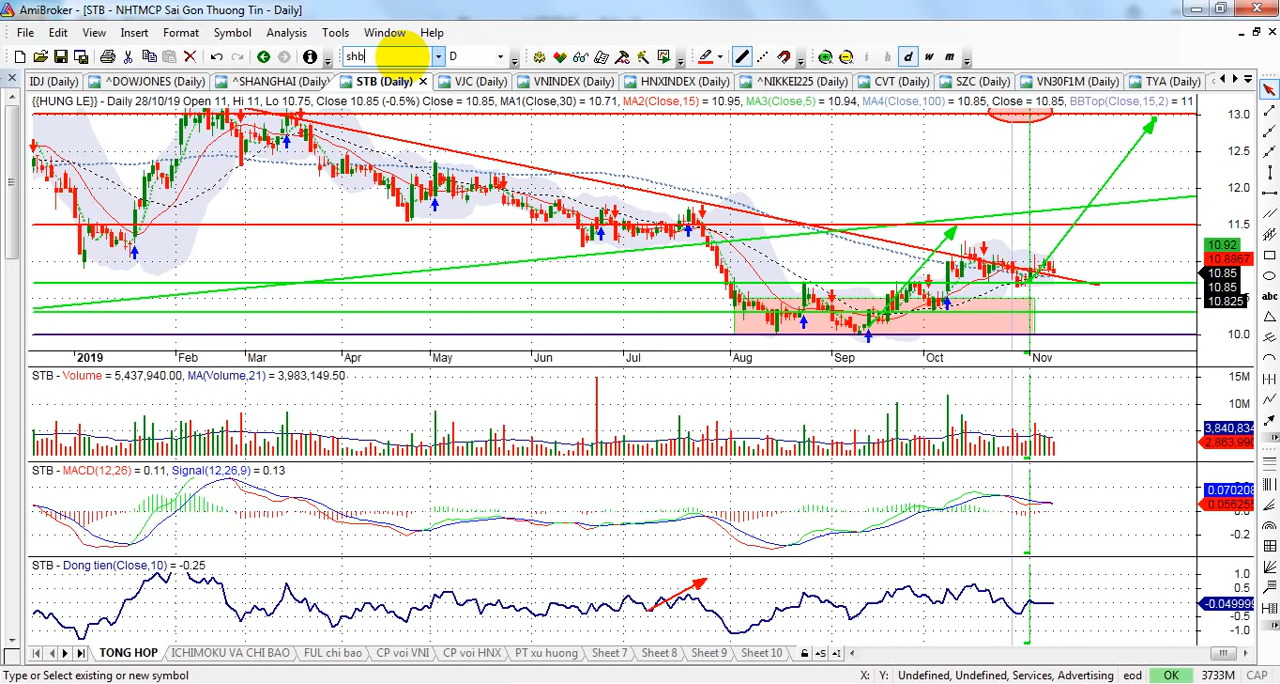 AmiBroker - [STB - NHTMCP Sai Gon Thuong Tin - Daily]
File Edit View Insert Format Symbol Analysis Tools Window Help
shb D d w m
IDJ (Daily) ^DOWJONES (Daily) ^SHANGHAI (Daily) STB (Daily) VJC (Daily) VNINDEX (Daily) HNXINDEX (Daily) ^NIKKEI225 (Daily) CVT (Daily) SZC (Daily) VN30F1M (Daily) TYA (Daily)
{{HUNG LE}} - Daily 28/10/19 Open 11, Hi 11, Lo 10.75, Close 10.85 (-0.5%) Close = 10.85, MA1(Close,30) = 10.71, MA2(Close,15) = 10.95, MA3(Close,5) = 10.94, MA4(Close,100) = 10.85, Close = 10.85, BBTop(Close,15,2) = 11
13.0
12.5
12.0
11.5
10.92
10.8867
10.85
10.85
10.825
10.0
2019 Feb Mar Apr May Jun Jul Aug Sep Oct Nov
STB - Volume = 5,437,940.00, MA(Volume,21) = 3,983,149.50
15M
10M
3,840,834
2,863,990
STB - MACD(12,26) = 0.11, Signal(12,26,9) = 0.13
0.070208
0.056255
-0.2
STB - Dong tien(Close,10) = -0.25
1.0
0.5
-0.049999
-0.5
-1.0
TONG HOP ICHIMOKU VA CHI BAO FUL Chi bao CP voi VNI CP voi HNX PT xu huong Sheet 7 Sheet 8 Sheet 9 Sheet 10
Type or Select existing or new symbol X: Y: Undefined, Undefined, Services, Advertising eod OK 3733M CAP
abc